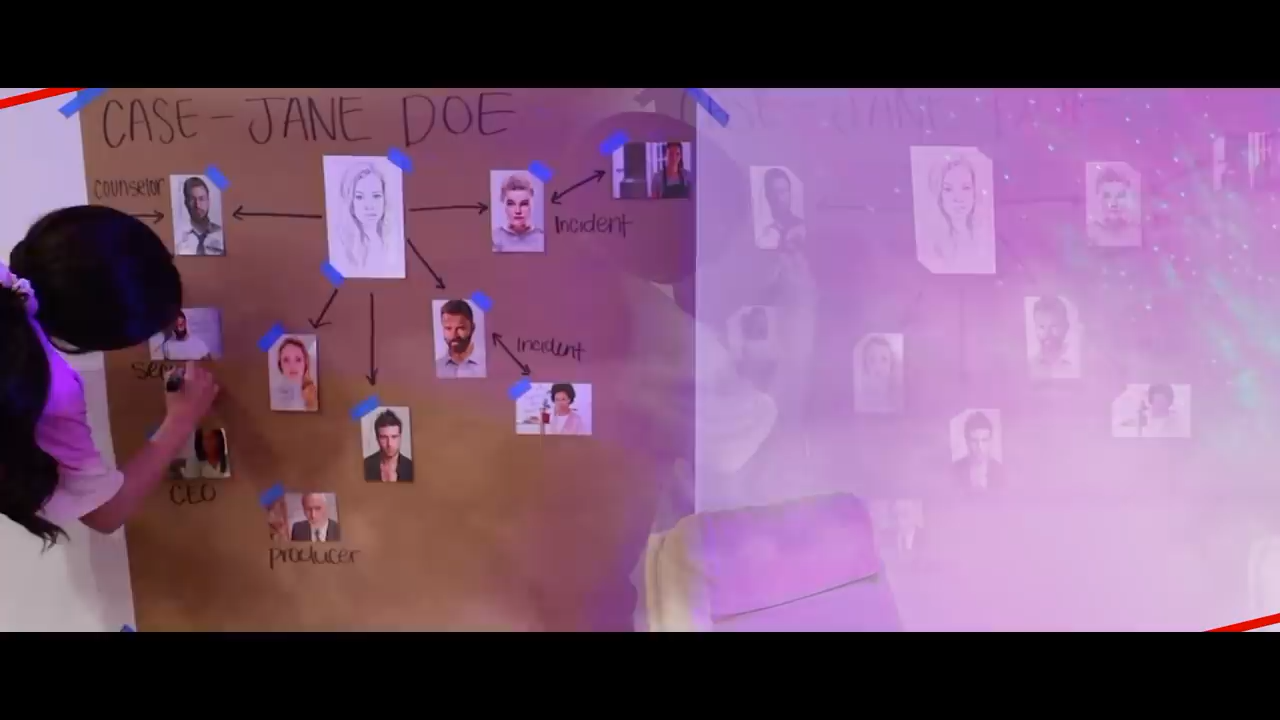 CASE - JANE DOE
counselor
Incident
Incident
CEO
producer